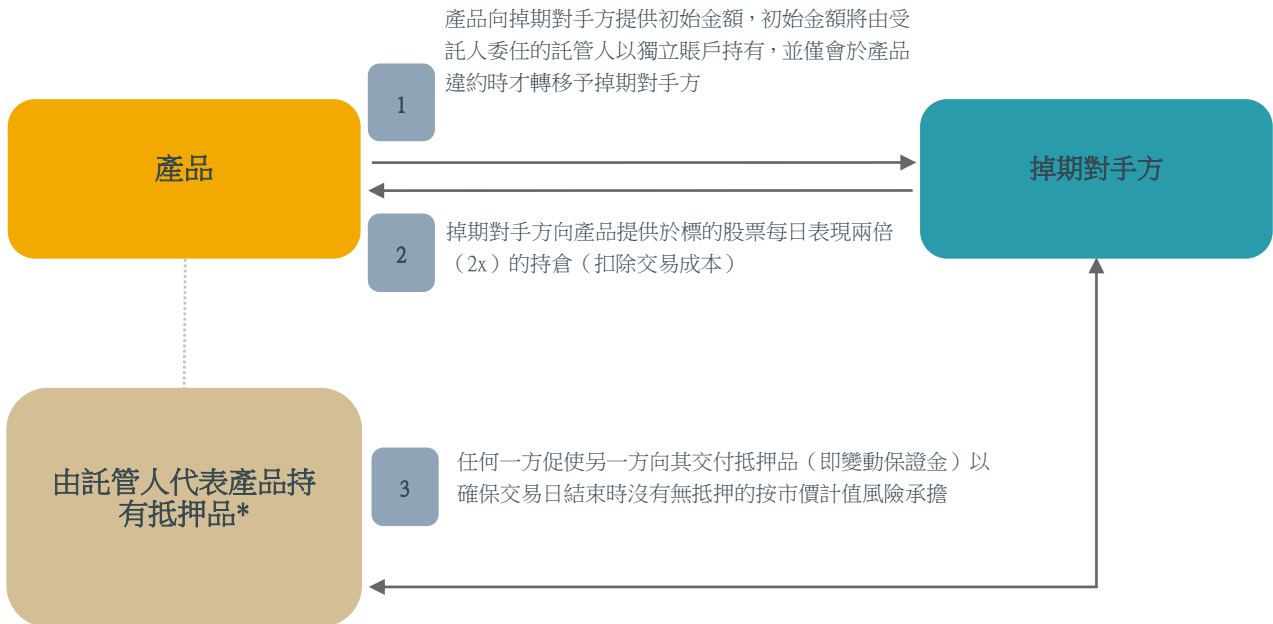 產品向掉期對手方提供初始金額，初始金額將由受
託人委任的託管人以獨立賬戶持有，並僅會於產品
違約時才轉移予掉期對手方
1
產品
掉期對手方
2
掉期對手方向產品提供於標的股票每日表現兩倍
（2x）的持倉（扣除交易成本）
由託管人代表產品持
有抵押品*
3
任何一方促使另一方向其交付抵押品（即變動保證金）以
確保交易日結束時沒有無抵押的按市價計值風險承擔